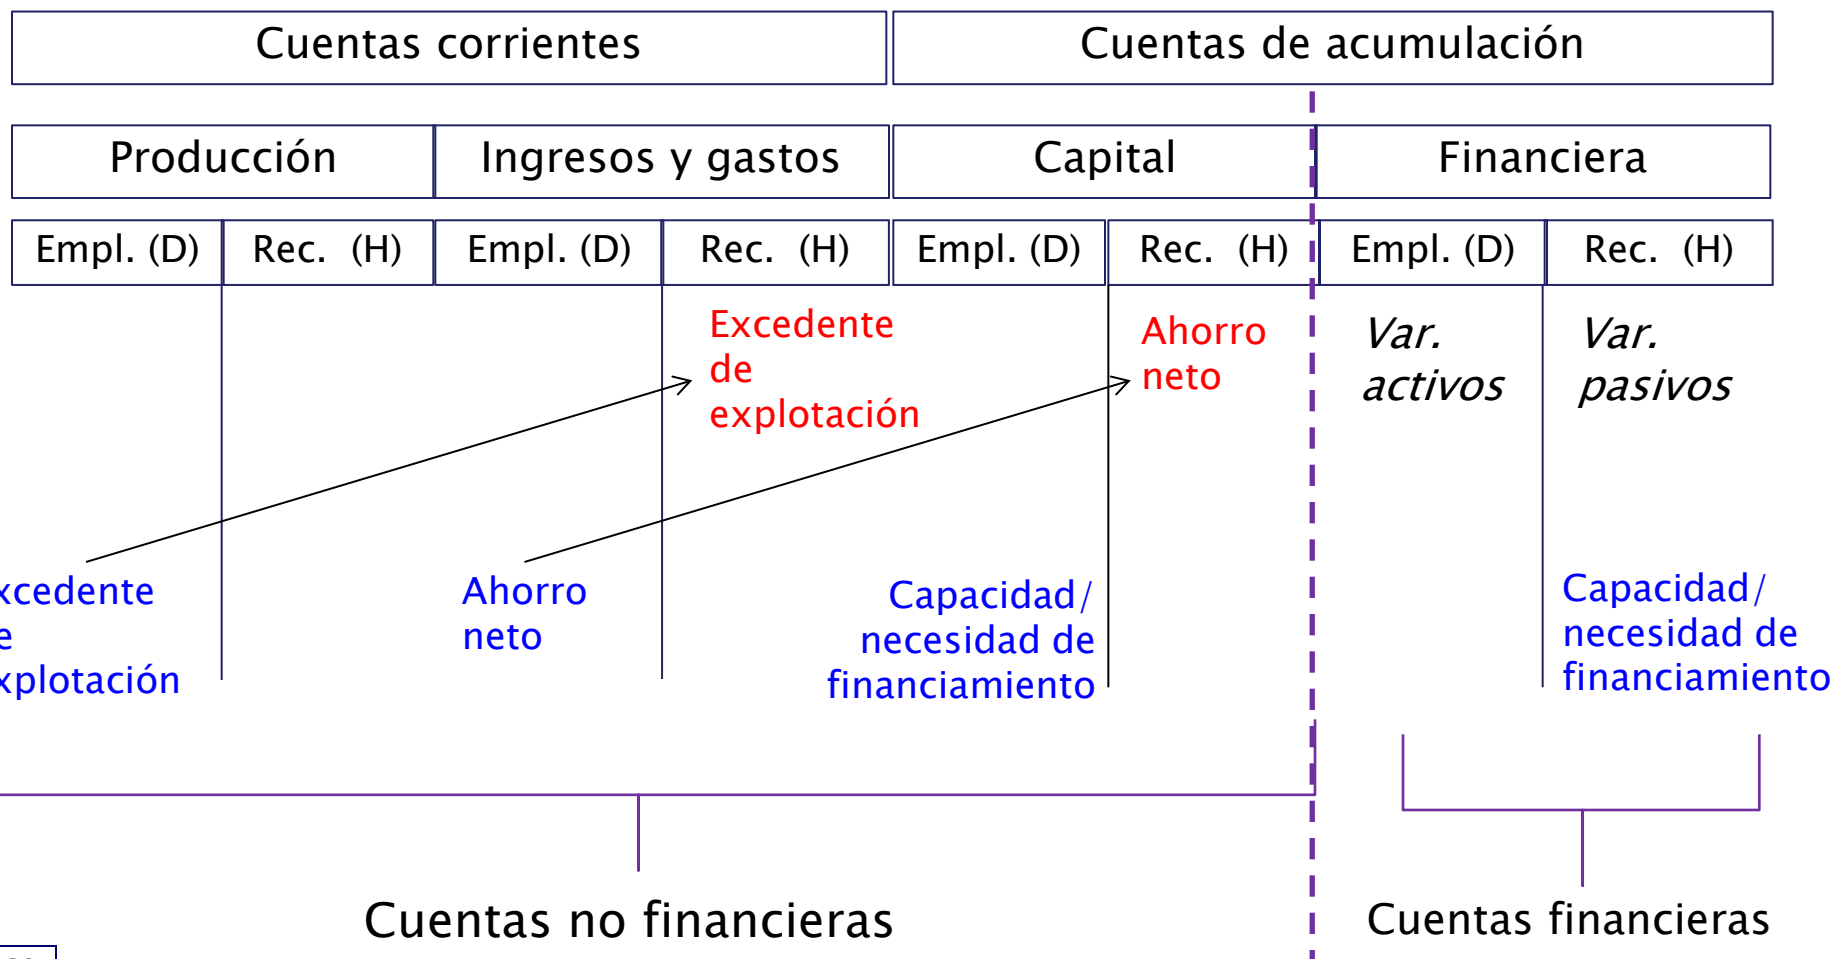 Cuentas corrientes
Cuentas de acumulación
Producción
Ingresos y gastos
Capital
Financiera
Empl. (D)
Rec. (H)
Empl. (D)
Rec. (H)
Empl. (D)
Rec. (H)
Empl. (D)
Rec. (H)
Excedente
de
explotación
Ahorro
neto
Var.
activos
Var.
pasivos
xcedente
e
xplotación
Ahorro
neto
Capacidad/
necesidad de
financiamiento
Capacidad/
necesidad de
financiamiento
Cuentas no financieras
Cuentas financieras